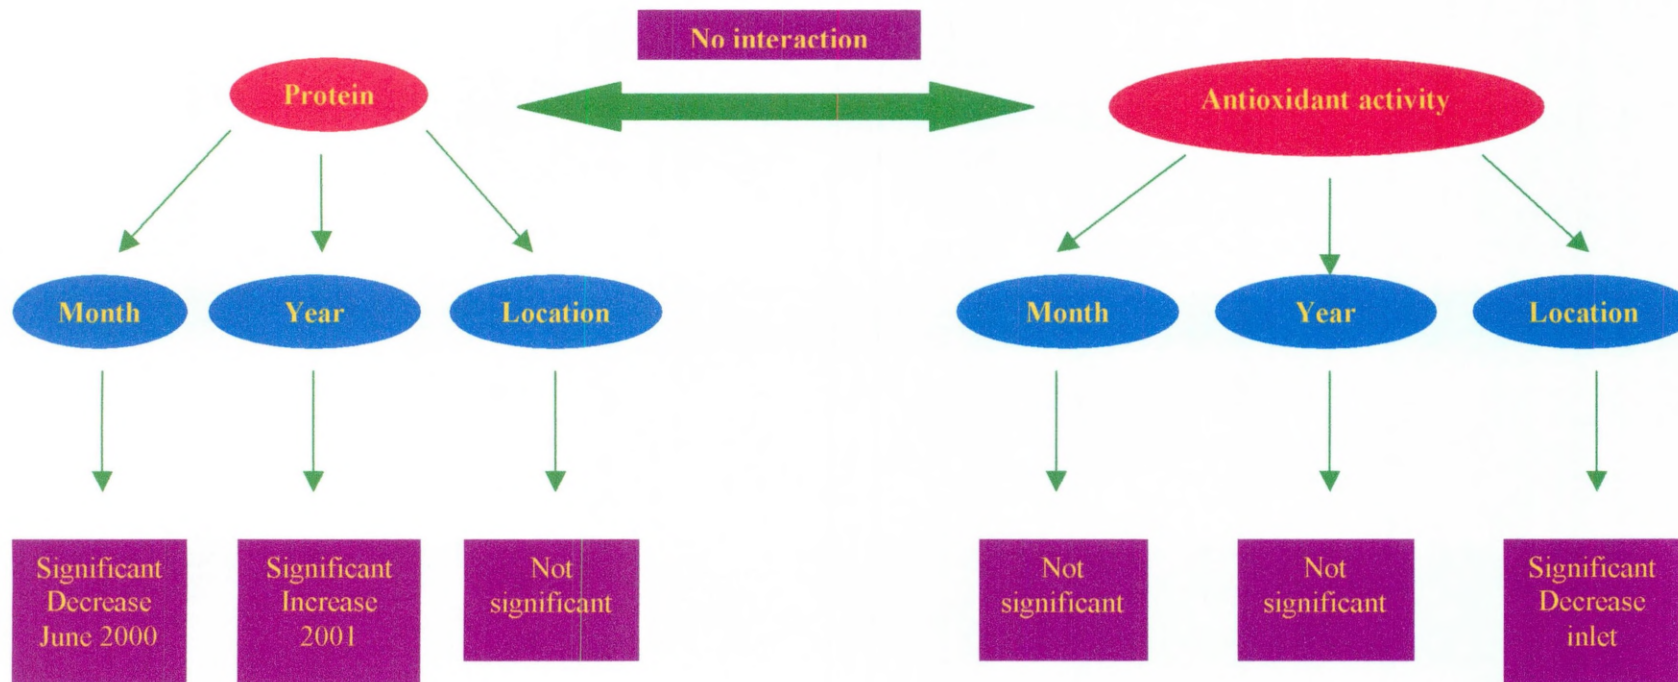 No interaction
Protein
Antioxidant activity
Month
Year
Location
Month
Year
Location
Significant
Decrease
June 2000
Significant
Increase
2001
Not
significant
Not
significant
Not
significant
Significant
Decrease
inlet